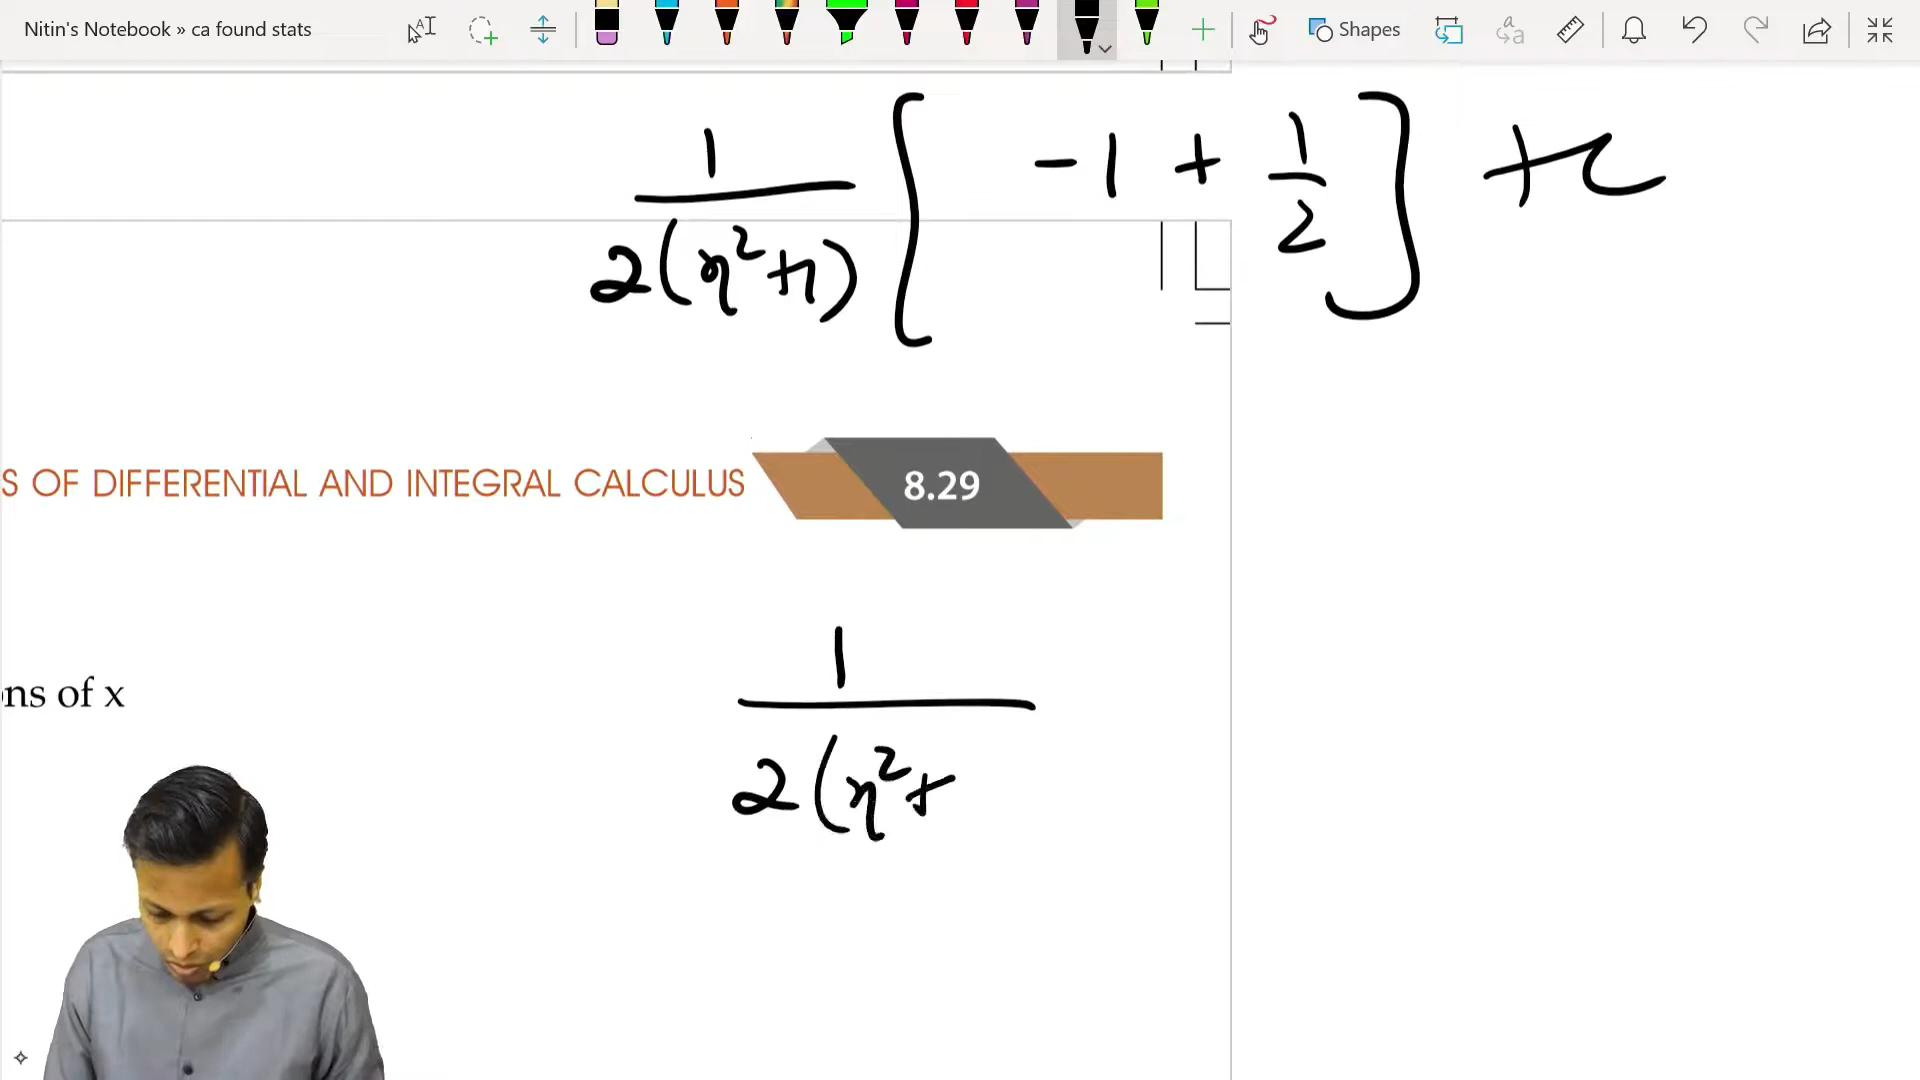 Nitin's Notebook » ca found stats
Shapes
1/2(x²+1) [ -1 + 1/2 ] + c
S OF DIFFERENTIAL AND INTEGRAL CALCULUS 8.29
1/2(x²+
ns of x